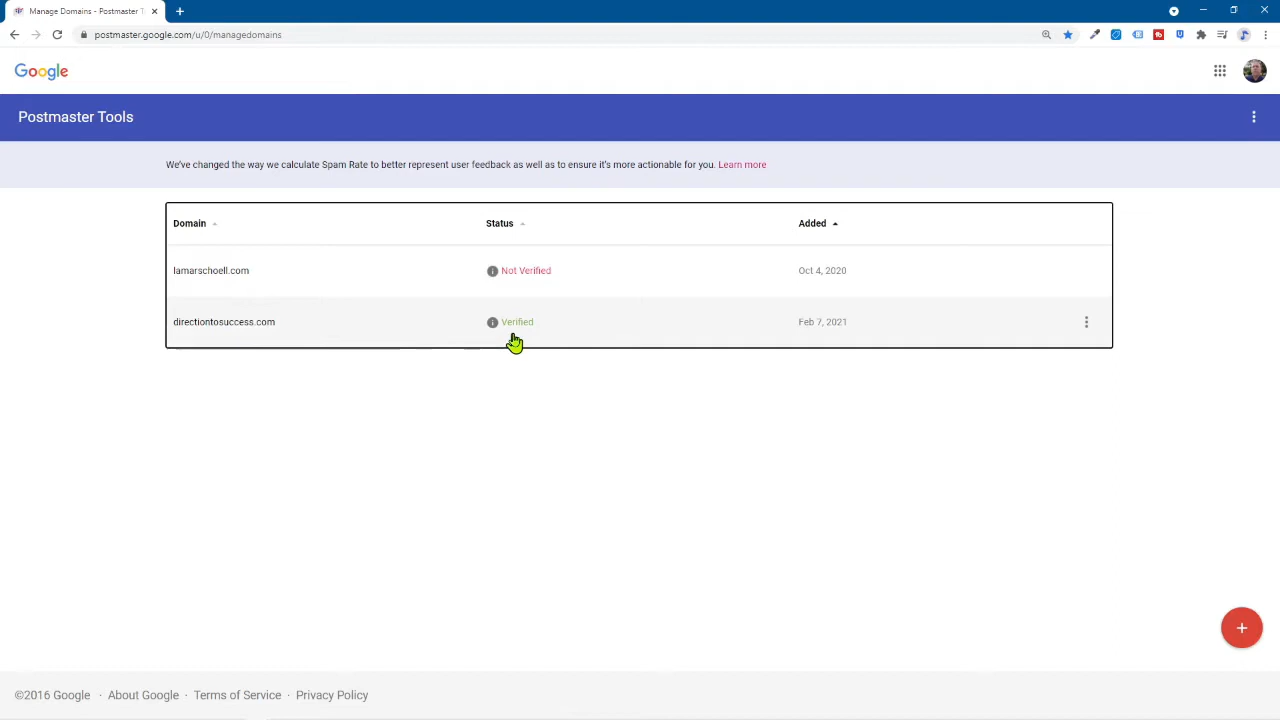 Manage Domains - Postmaster T
postmaster.google.com/u/0/managedomains
Google
Postmaster Tools
We've changed the way we calculate Spam Rate to better represent user feedback as well as to ensure it's more actionable for you. Learn more
Domain Status Added
lamarschoell.com Not Verified Oct 4, 2020
directiontosuccess.com Verified Feb 7, 2021
©2016 Google · About Google · Terms of Service · Privacy Policy